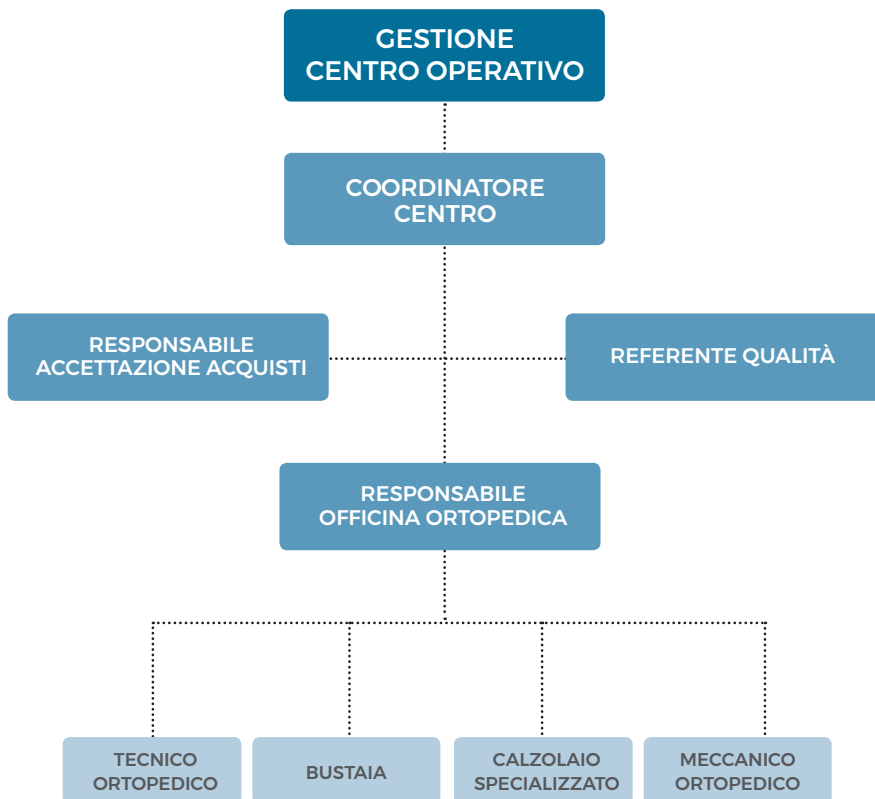 GESTIONE
CENTRO OPERATIVO
COORDINATORE
CENTRO
RESPONSABILE
ACCETTAZIONE ACQUISTI
REFERENTE QUALITÀ
RESPONSABILE
OFFICINA ORTOPEDICA
TECNICO
ORTOPEDICO
BUSTAIA
CALZOLAIO
SPECIALIZZATO
MECCANICO
ORTOPEDICO